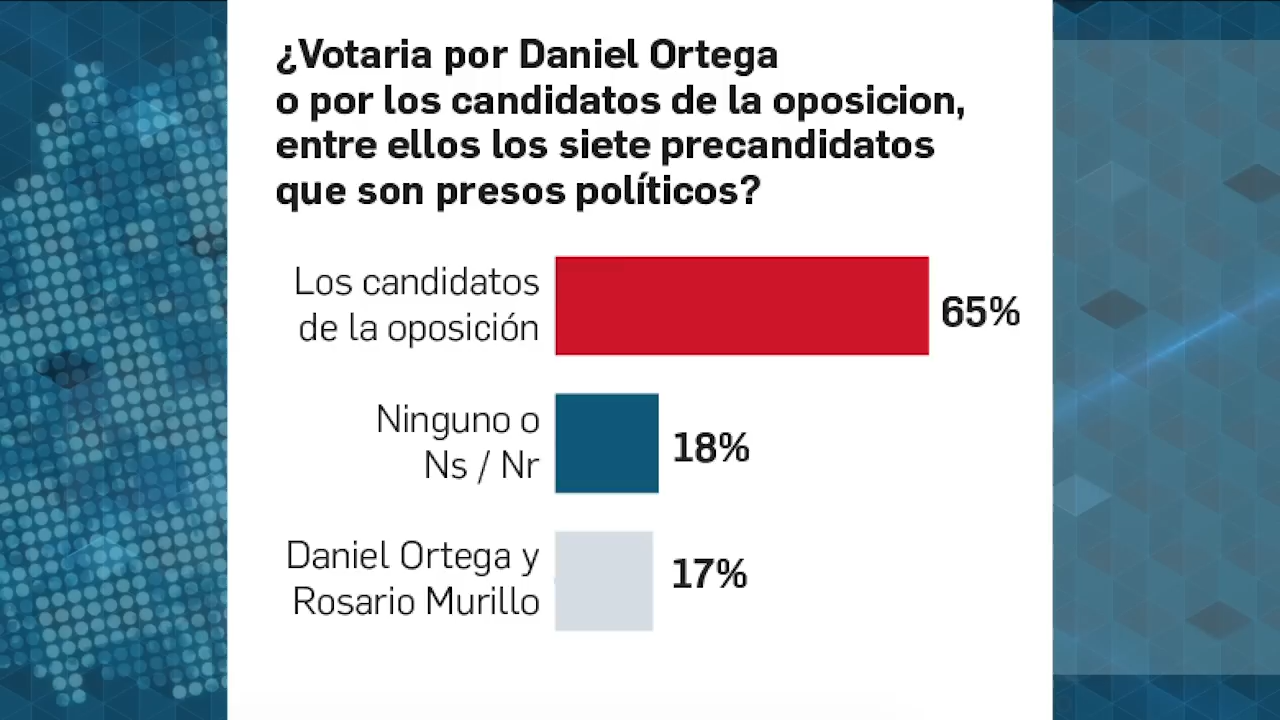 ¿Votaria por Daniel Ortega
o por los candidatos de la oposicion,
entre ellos los siete precandidatos
que son presos políticos?
Los candidatos
de la oposición
65%
Ninguno o
Ns / Nr
18%
Daniel Ortega y
Rosario Murillo
17%